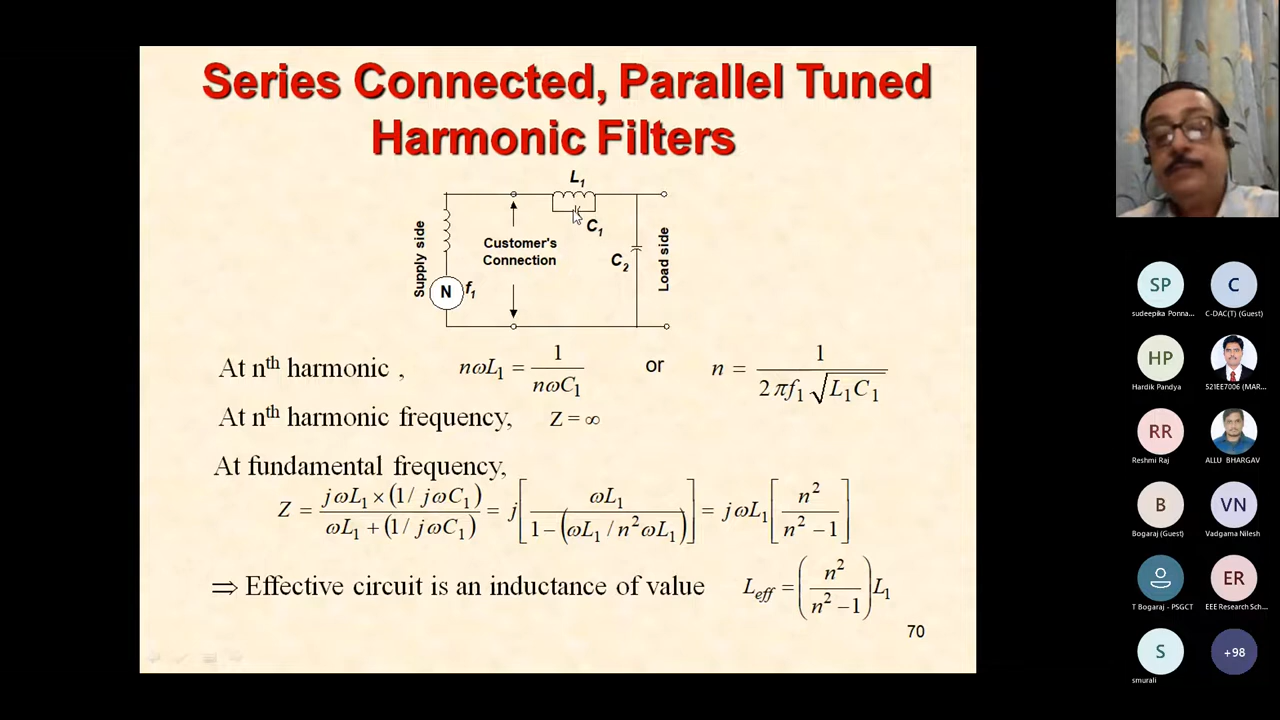 Series Connected, Parallel Tuned
Harmonic Filters
L₁
C₁
Customer's
Connection
C₂
Supply side
Load side
N
f₁
At nᵗʰ harmonic , nωL₁ = 1 / nωC₁ or n = 1 / 2πf₁√L₁C₁
At nᵗʰ harmonic frequency, Z = ∞
At fundamental frequency,
Z = jωL₁ × (1/ jωC₁) / ωL₁ + (1/ jωC₁) = j[ωL₁ / 1 − (ωL₁ / n²ωL₁)] = jωL₁[n² / n² − 1]
⇒ Effective circuit is an inductance of value L_eff = (n² / n² − 1)L₁
70
SP
sudeepika Ponna...
C
C-DAC(T) (Guest)
HP
Hardik Pandya
521EE7006 (MAR...
RR
Reshmi Raj
ALLU BHARGAV
B
Bogaraj (Guest)
VN
Vadgama Nilesh
T Bogaraj - PSGCT
ER
EEE Research Sch...
S
smurali
+98